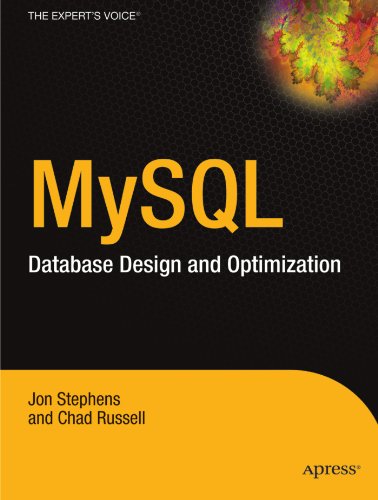 THE EXPERT'S VOICE®
MySQL
Database Design and Optimization
Jon Stephens
and Chad Russell
Apress®